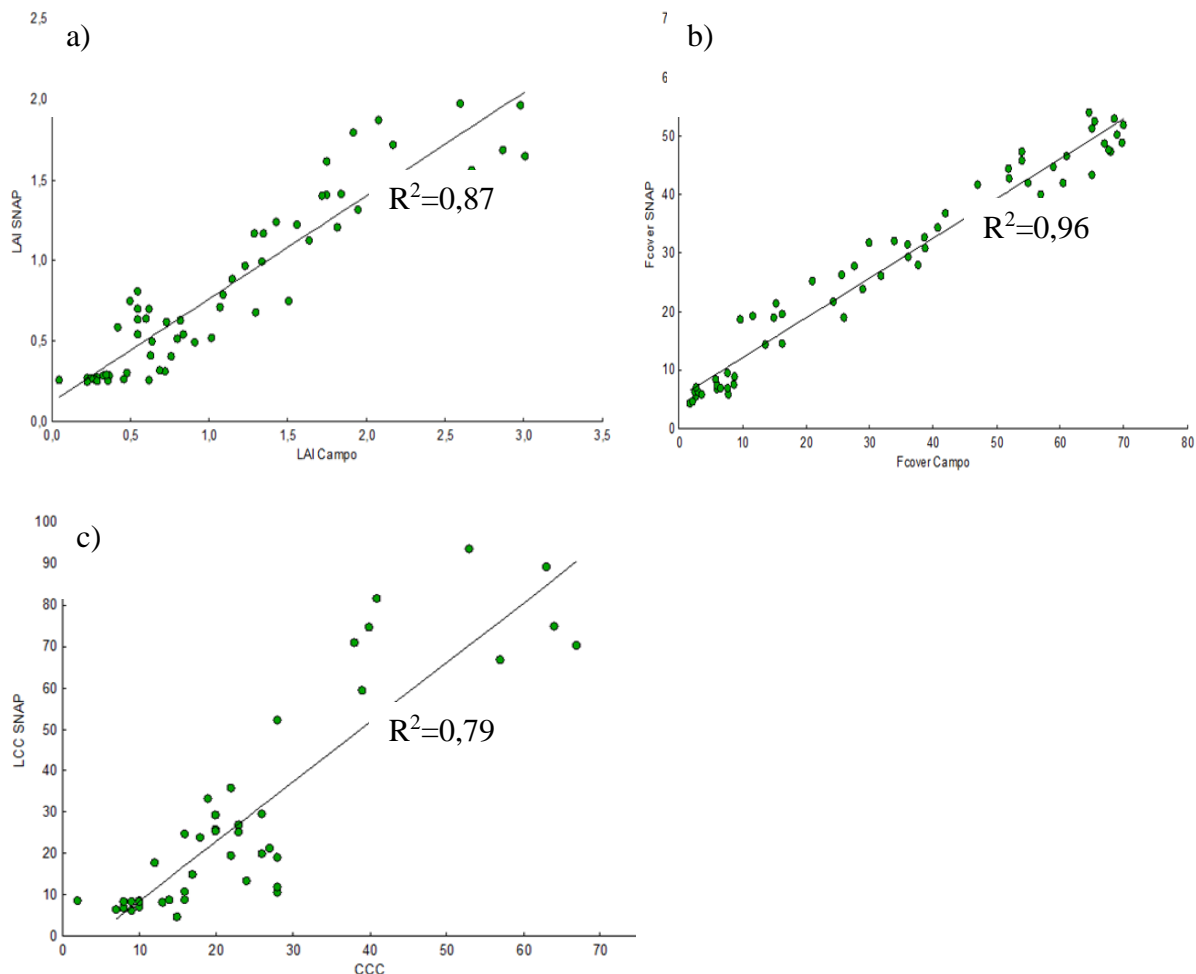 a)
2,5
2,0
1,5
1,0
0,5
0,0
LAI SNAP
R²=0,87
0,0 0,5 1,0 1,5 2,0 2,5 3,0 3,5
LAI Campo
b)
7
6
50
40
30
20
10
0
Fcover SNAP
R²=0,96
0 10 20 30 40 50 60 70 80
Fcover Campo
c)
100
90
80
70
60
50
40
30
20
10
0
LCC SNAP
R²=0,79
0 10 20 30 40 50 60 70
CCC